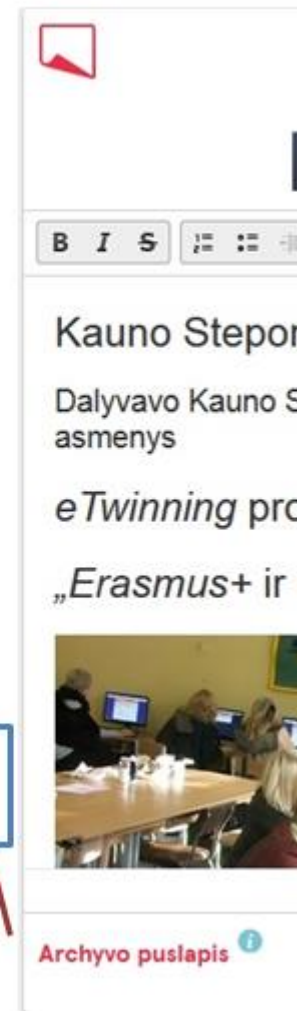 B I S
Kauno Stepon
Dalyvavo Kauno S
asmenys
eTwinning pro
„Erasmus+ ir
Archyvo puslapis i